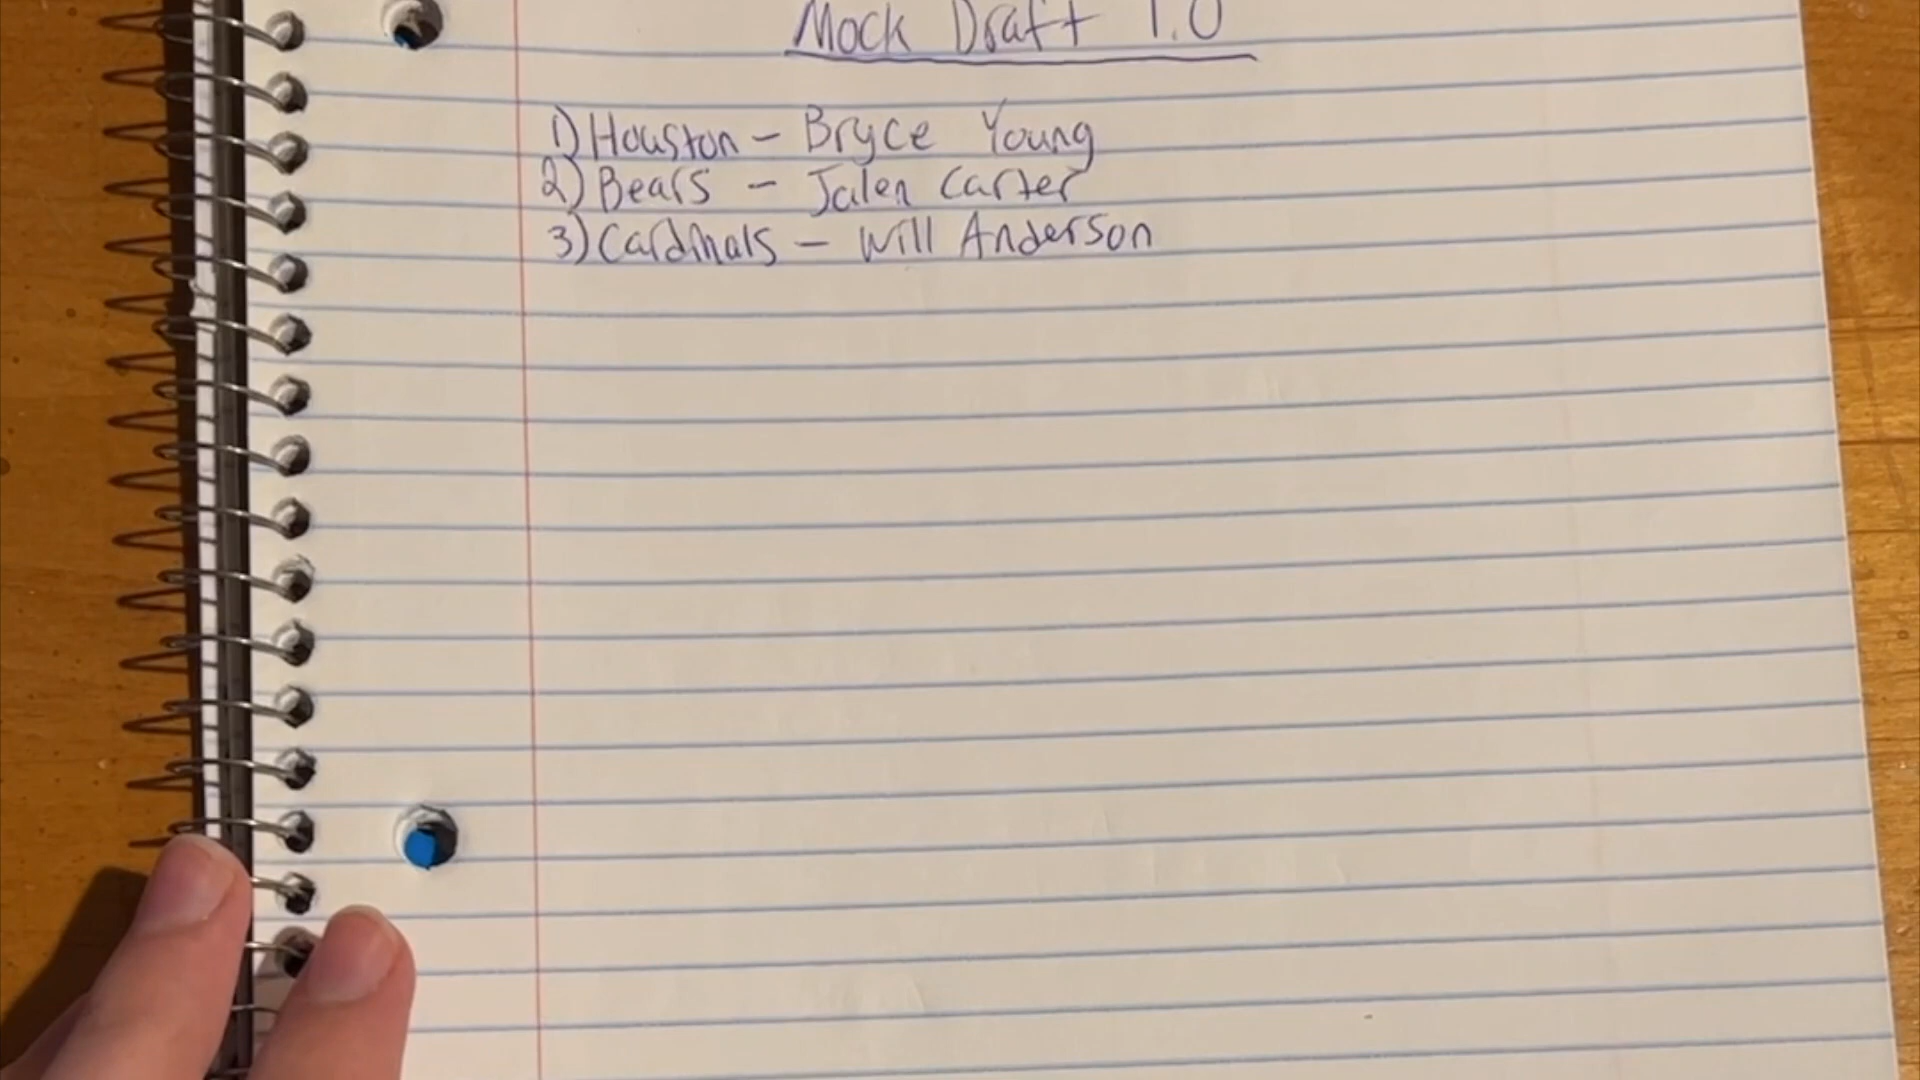 Mock Draft 1.0
1) Houston - Bryce Young
2) Bears - Jalen Carter
3) Cardinals - Will Anderson